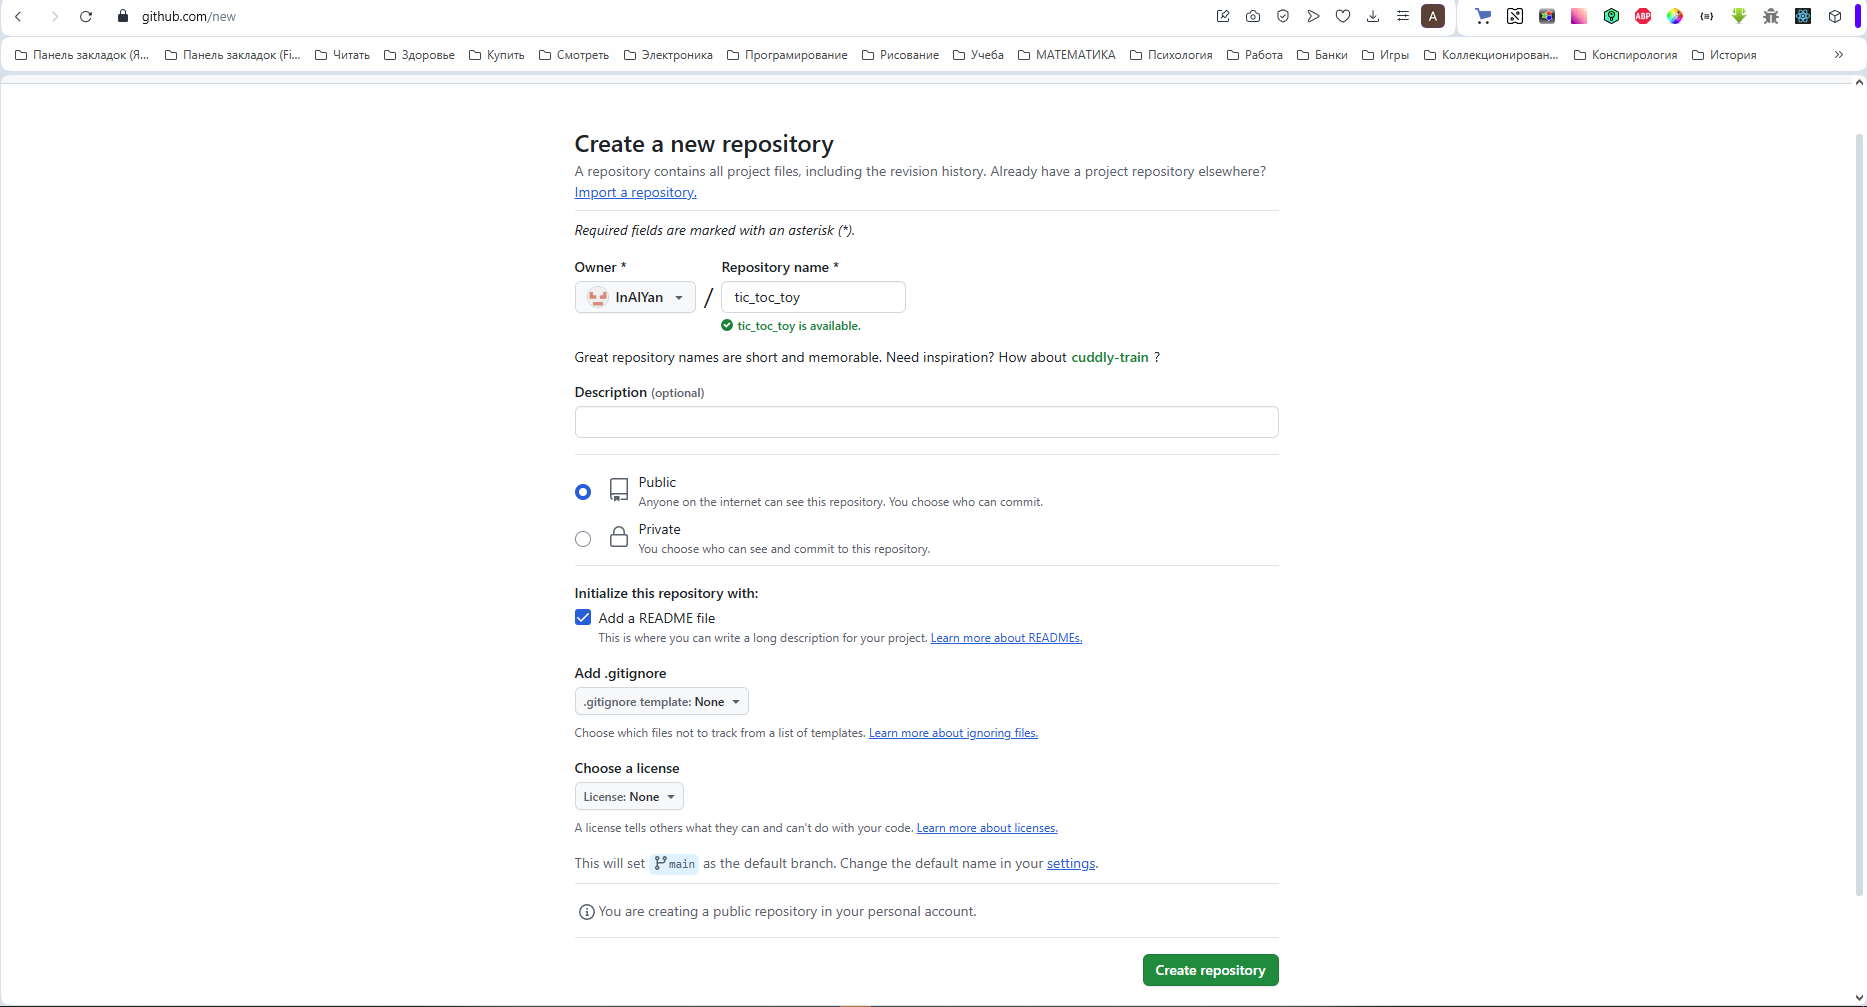 github.com/new
A
ABP
Панель закладок (Я...
Панель закладок (Fi...
Читать
Здоровье
Купить
Смотреть
Электроника
Програмирование
Рисование
Учеба
МАТЕМАТИКА
Психология
Работа
Банки
Игры
Коллекционирован...
Конспирология
История
»
Create a new repository
A repository contains all project files, including the revision history. Already have a project repository elsewhere?
Import a repository.
Required fields are marked with an asterisk (*).
Owner *
Repository name *
InAlYan
/
tic_toc_toy
tic_toc_toy is available.
Great repository names are short and memorable. Need inspiration? How about cuddly-train ?
Description (optional)
Public
Anyone on the internet can see this repository. You choose who can commit.
Private
You choose who can see and commit to this repository.
Initialize this repository with:
Add a README file
This is where you can write a long description for your project. Learn more about READMEs.
Add .gitignore
.gitignore template: None
Choose which files not to track from a list of templates. Learn more about ignoring files.
Choose a license
License: None
A license tells others what they can and can't do with your code. Learn more about licenses.
This will set main as the default branch. Change the default name in your settings.
You are creating a public repository in your personal account.
Create repository